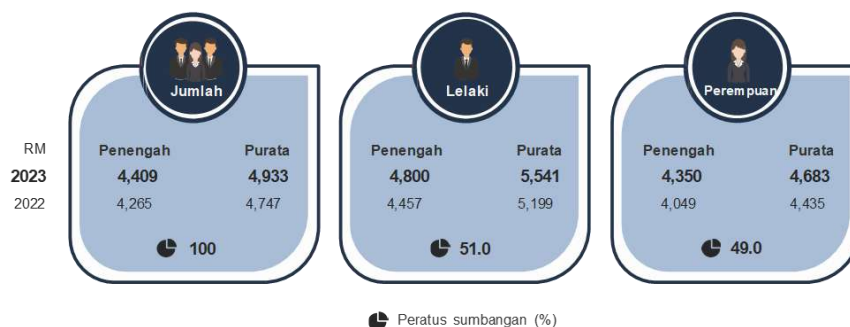 Jumlah Lelaki Perempuan
RM Penengah Purata Penengah Purata Penengah Purata
2023 4,409 4,933 4,800 5,541 4,350 4,683
2022 4,265 4,747 4,457 5,199 4,049 4,435
100 51.0 49.0
Peratus sumbangan (%)